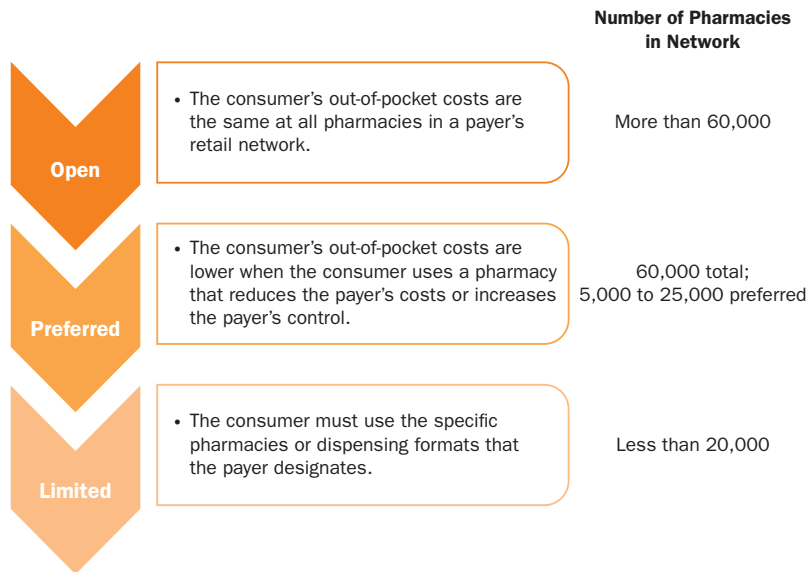 Number of Pharmacies
in Network
Open
• The consumer’s out-of-pocket costs are
the same at all pharmacies in a payer’s
retail network.
More than 60,000
Preferred
• The consumer’s out-of-pocket costs are
lower when the consumer uses a pharmacy
that reduces the payer’s costs or increases
the payer’s control.
60,000 total;
5,000 to 25,000 preferred
Limited
• The consumer must use the specific
pharmacies or dispensing formats that
the payer designates.
Less than 20,000